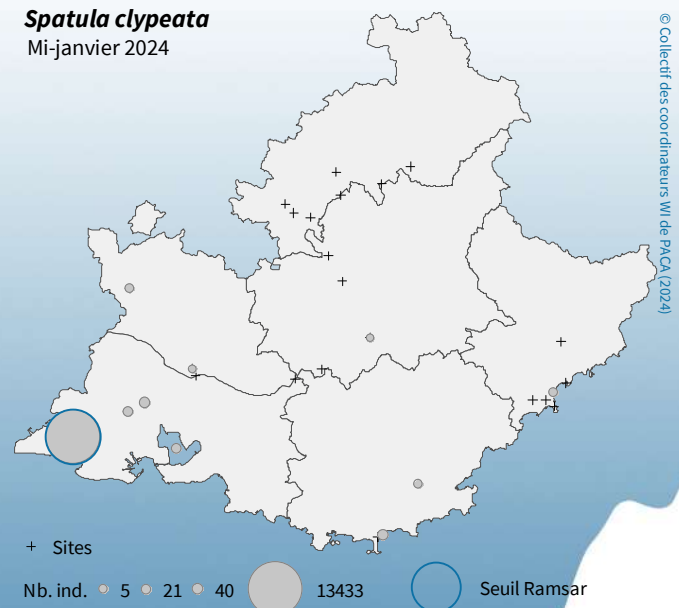 Spatula clypeata
Mi-janvier 2024
© Collectif des coordinateurs WI de PACA (2024)
+ Sites
Nb. ind. 5 21 40 13433 Seuil Ramsar